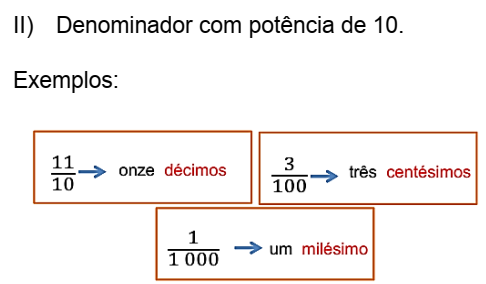 II) Denominador com potência de 10.
Exemplos:
11/10 → onze décimos
3/100 → três centésimos
1/1 000 → um milésimo